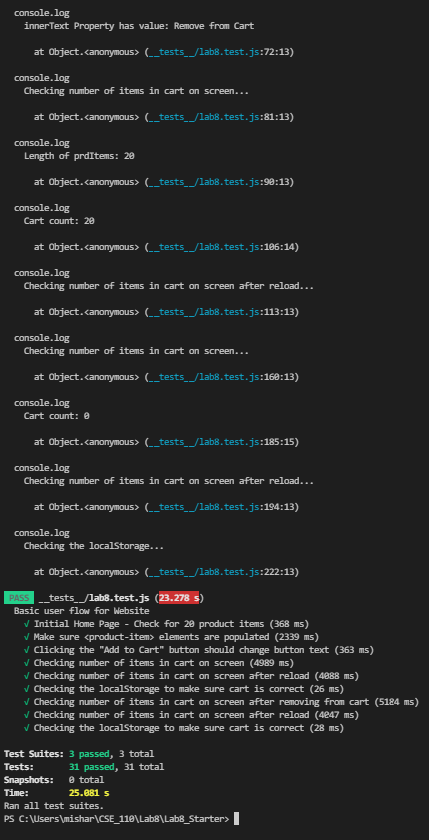 console.log
innerText Property has value: Remove from Cart
at Object.<anonymous> (__tests__/lab8.test.js:72:13)
console.log
Checking number of items in cart on screen...
at Object.<anonymous> (__tests__/lab8.test.js:81:13)
console.log
Length of prdItems: 20
at Object.<anonymous> (__tests__/lab8.test.js:90:13)
console.log
Cart count: 20
at Object.<anonymous> (__tests__/lab8.test.js:106:14)
console.log
Checking number of items in cart on screen after reload...
at Object.<anonymous> (__tests__/lab8.test.js:113:13)
console.log
Checking number of items in cart on screen...
at Object.<anonymous> (__tests__/lab8.test.js:160:13)
console.log
Cart count: 0
at Object.<anonymous> (__tests__/lab8.test.js:185:15)
console.log
Checking number of items in cart on screen after reload...
at Object.<anonymous> (__tests__/lab8.test.js:194:13)
console.log
Checking the localStorage...
at Object.<anonymous> (__tests__/lab8.test.js:222:13)
PASS __tests__/lab8.test.js (23.278 s)
Basic user flow for Website
√ Initial Home Page - Check for 20 product items (368 ms)
√ Make sure <product-item> elements are populated (2339 ms)
√ Clicking the "Add to Cart" button should change button text (363 ms)
√ Checking number of items in cart on screen (4989 ms)
√ Checking number of items in cart on screen after reload (4088 ms)
√ Checking the localStorage to make sure cart is correct (26 ms)
√ Checking number of items in cart on screen after removing from cart (5184 ms)
√ Checking number of items in cart on screen after reload (4047 ms)
√ Checking the localStorage to make sure cart is correct (28 ms)
Test Suites: 3 passed, 3 total
Tests: 31 passed, 31 total
Snapshots: 0 total
Time: 25.081 s
Ran all test suites.
PS C:\Users\mishar\CSE_110\Lab8\Lab8_Starter>